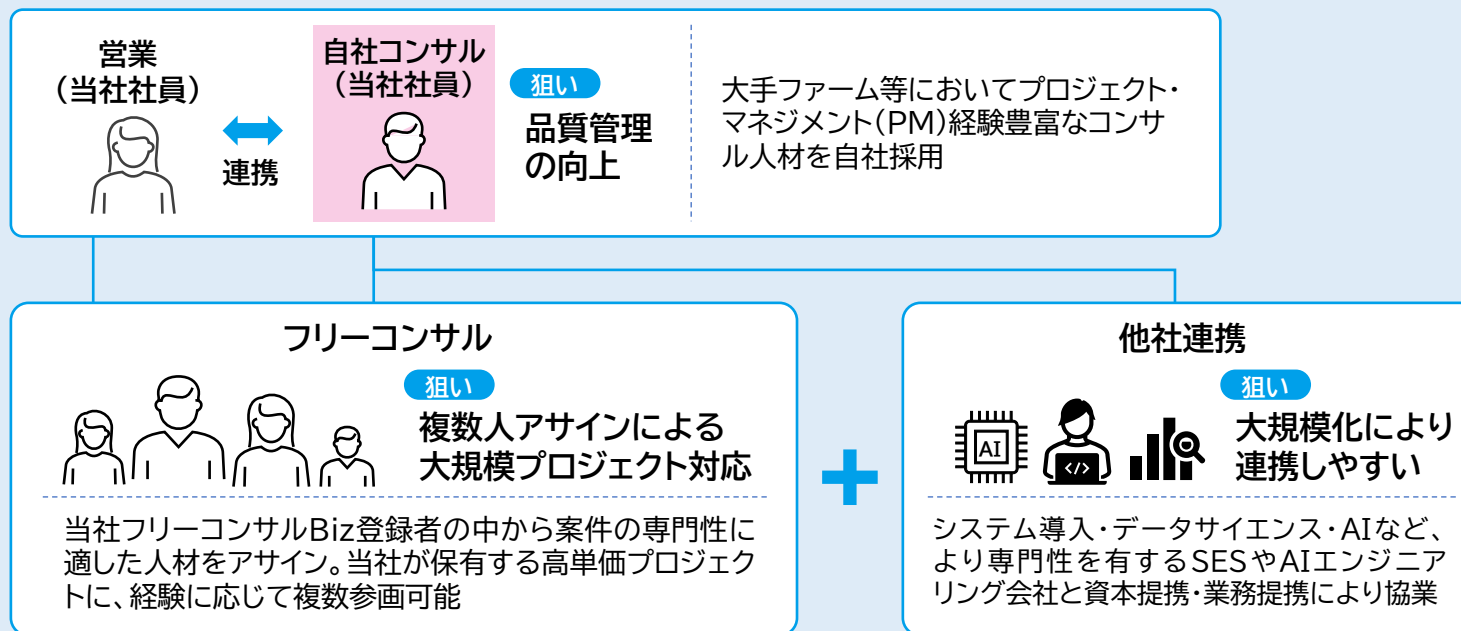 営業
(当社社員)
連携
自社コンサル
(当社社員)
狙い
品質管理
の向上
大手ファーム等においてプロジェクト・
マネジメント(PM)経験豊富なコンサ
ル人材を自社採用
フリーコンサル
狙い
複数人アサインによる
大規模プロジェクト対応
当社フリーコンサルBiz登録者の中から案件の専門性に
適した人材をアサイン。当社が保有する高単価プロジェク
トに、経験に応じて複数参画可能
+
他社連携
AI
</>
狙い
大規模化により
連携しやすい
システム導入・データサイエンス・AIなど、
より専門性を有するSESやAIエンジニア
リング会社と資本提携・業務提携により協業